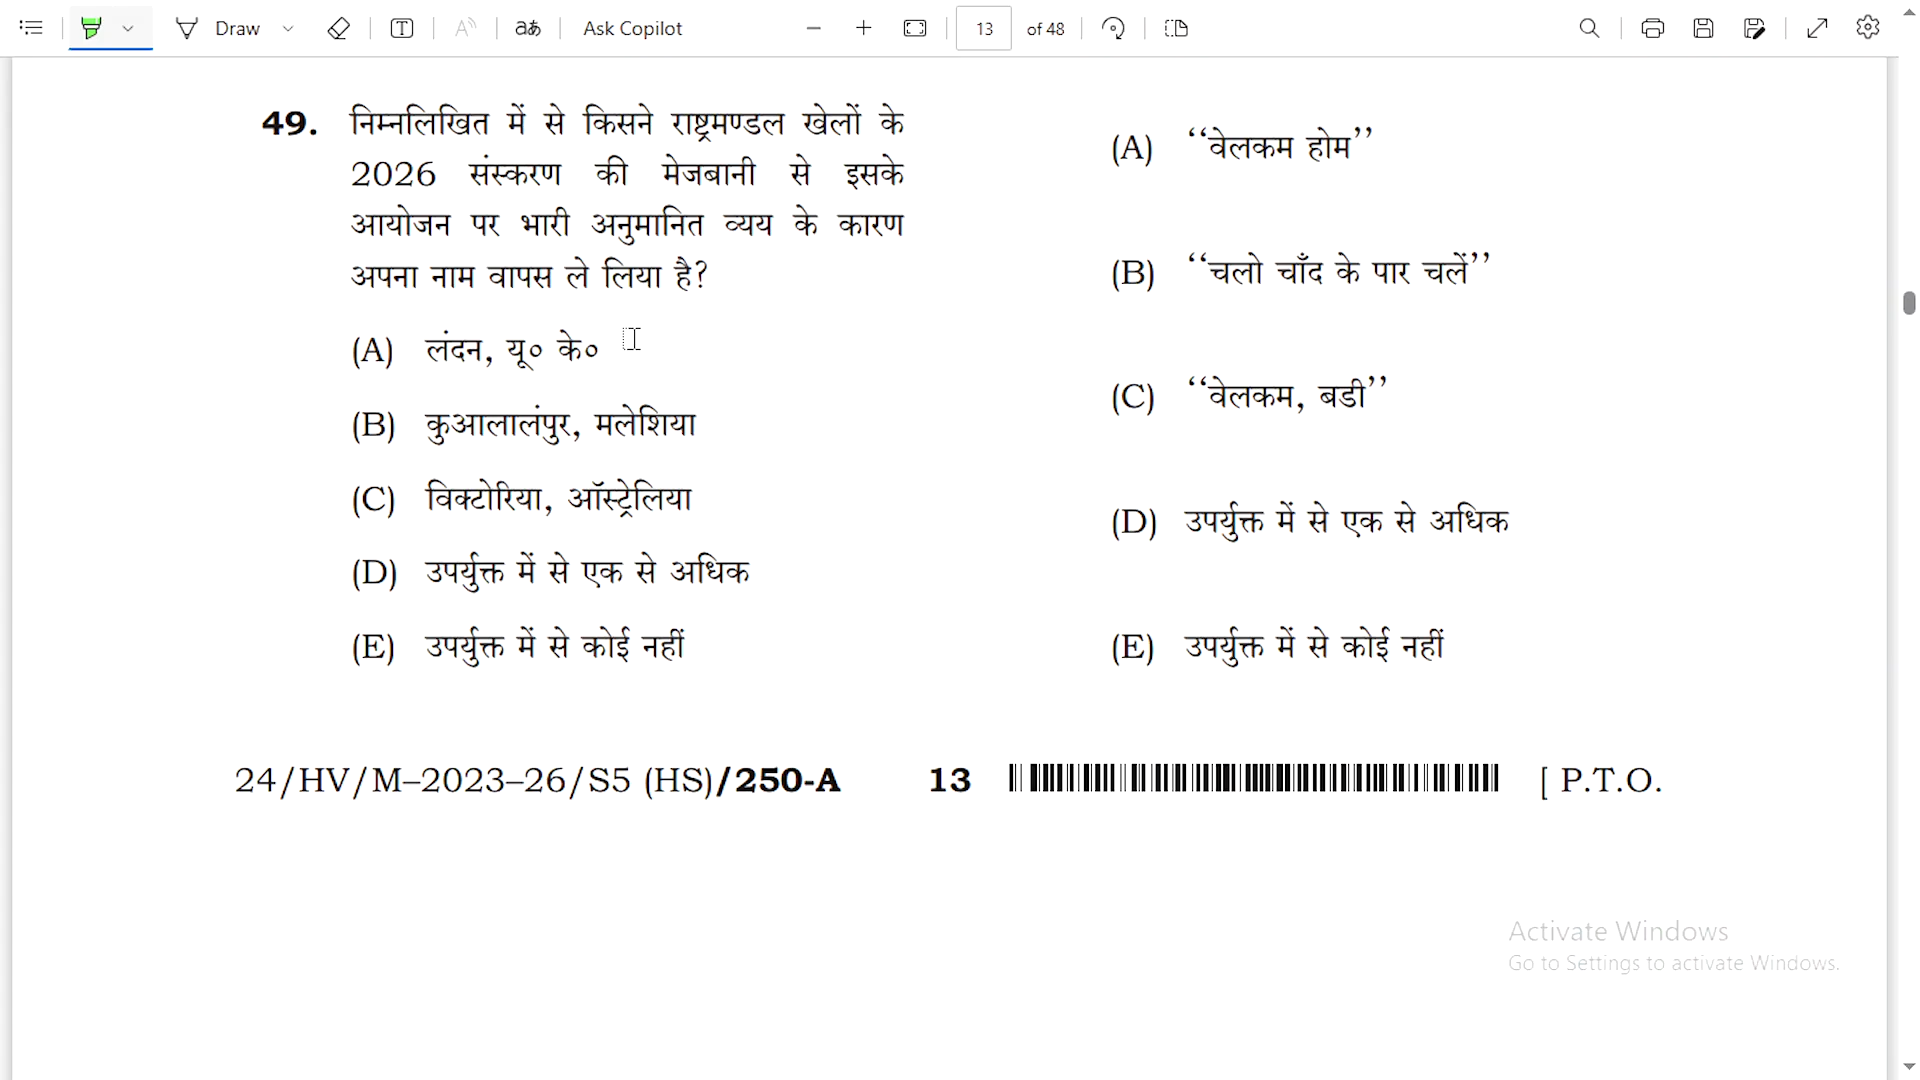 Draw
Ask Copilot
13
of 48
49. निम्नलिखित में से किसने राष्ट्रमण्डल खेलों के
2026 संस्करण की मेजबानी से इसके
आयोजन पर भारी अनुमानित व्यय के कारण
अपना नाम वापस ले लिया है?
(A) लंदन, यू० के०
(B) कुआलालंपुर, मलेशिया
(C) विक्टोरिया, ऑस्ट्रेलिया
(D) उपर्युक्त में से एक से अधिक
(E) उपर्युक्त में से कोई नहीं
(A) ‘‘वेलकम होम’’
(B) ‘‘चलो चाँद के पार चलें’’
(C) ‘‘वेलकम, बडी’’
(D) उपर्युक्त में से एक से अधिक
(E) उपर्युक्त में से कोई नहीं
24/HV/M–2023–26/S5 (HS)/250-A
13
[ P.T.O.
Activate Windows
Go to Settings to activate Windows.